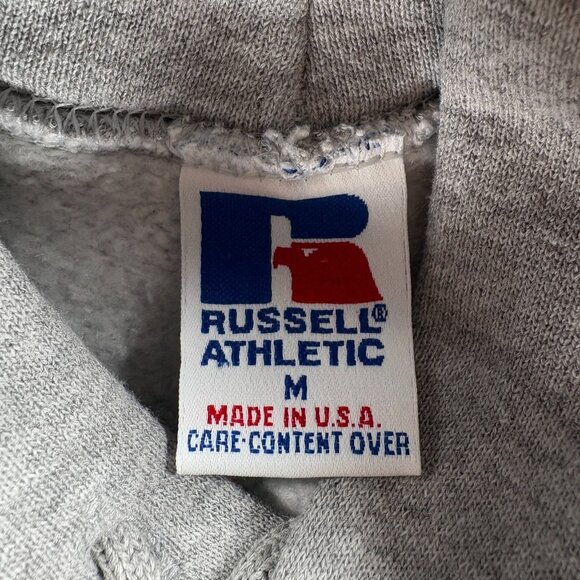 R
RUSSELL®
ATHLETIC
M
MADE IN U.S.A.
CARE·CONTENT OVER